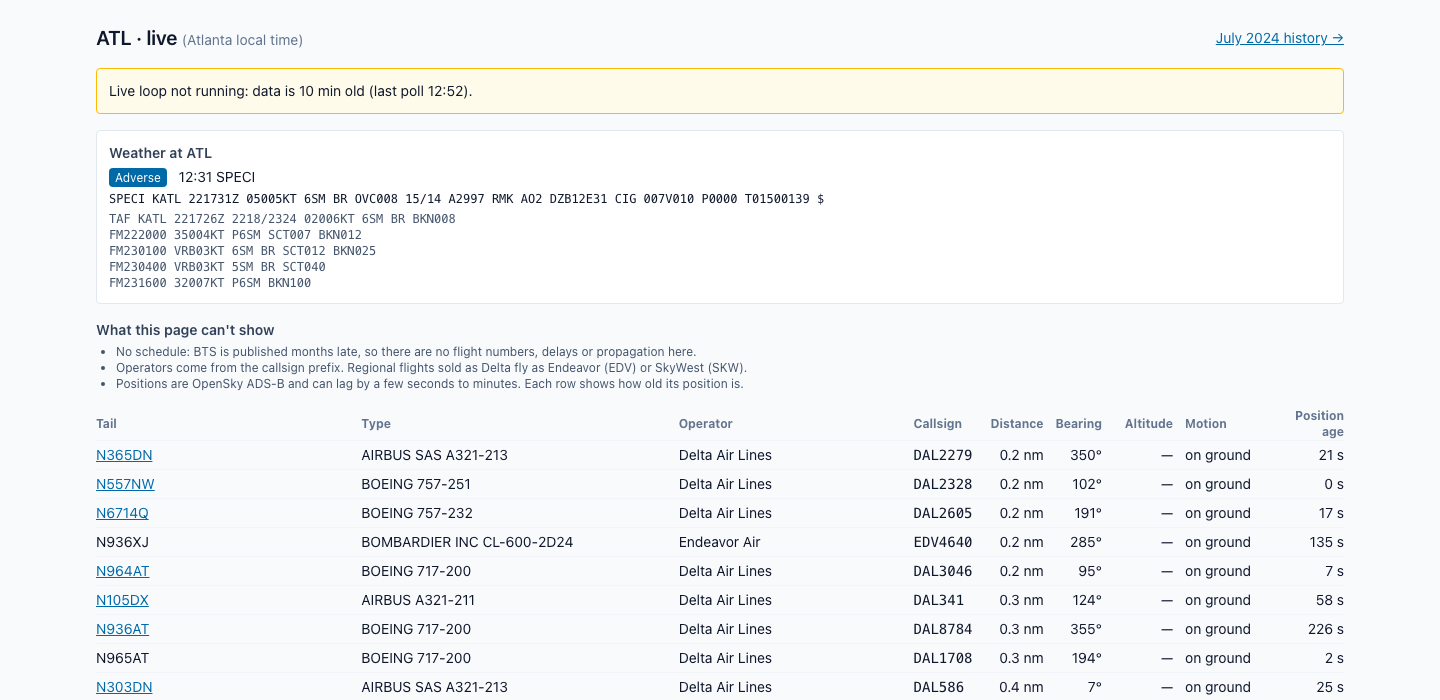 ATL · live (Atlanta local time)
July 2024 history →
Live loop not running: data is 10 min old (last poll 12:52).
Weather at ATL
Adverse 12:31 SPECI
SPECI KATL 221731Z 05005KT 6SM BR OVC008 15/14 A2997 RMK AO2 DZB12E31 CIG 007V010 P0000 T01500139 $
TAF KATL 221726Z 2218/2324 02006KT 6SM BR BKN008
FM222000 35004KT P6SM SCT007 BKN012
FM230100 VRB03KT 6SM BR SCT012 BKN025
FM230400 VRB03KT 5SM BR SCT040
FM231600 32007KT P6SM BKN100
What this page can't show
• No schedule: BTS is published months late, so there are no flight numbers, delays or propagation here.
• Operators come from the callsign prefix. Regional flights sold as Delta fly as Endeavor (EDV) or SkyWest (SKW).
• Positions are OpenSky ADS-B and can lag by a few seconds to minutes. Each row shows how old its position is.
Tail Type Operator Callsign Distance Bearing Altitude Motion Position age
N365DN AIRBUS SAS A321-213 Delta Air Lines DAL2279 0.2 nm 350° — on ground 21 s
N557NW BOEING 757-251 Delta Air Lines DAL2328 0.2 nm 102° — on ground 0 s
N6714Q BOEING 757-232 Delta Air Lines DAL2605 0.2 nm 191° — on ground 17 s
N936XJ BOMBARDIER INC CL-600-2D24 Endeavor Air EDV4640 0.2 nm 285° — on ground 135 s
N964AT BOEING 717-200 Delta Air Lines DAL3046 0.2 nm 95° — on ground 7 s
N105DX AIRBUS A321-211 Delta Air Lines DAL341 0.3 nm 124° — on ground 58 s
N936AT BOEING 717-200 Delta Air Lines DAL8784 0.3 nm 355° — on ground 226 s
N965AT BOEING 717-200 Delta Air Lines DAL1708 0.3 nm 194° — on ground 2 s
N303DN AIRBUS SAS A321-213 Delta Air Lines DAL586 0.4 nm 7° — on ground 25 s